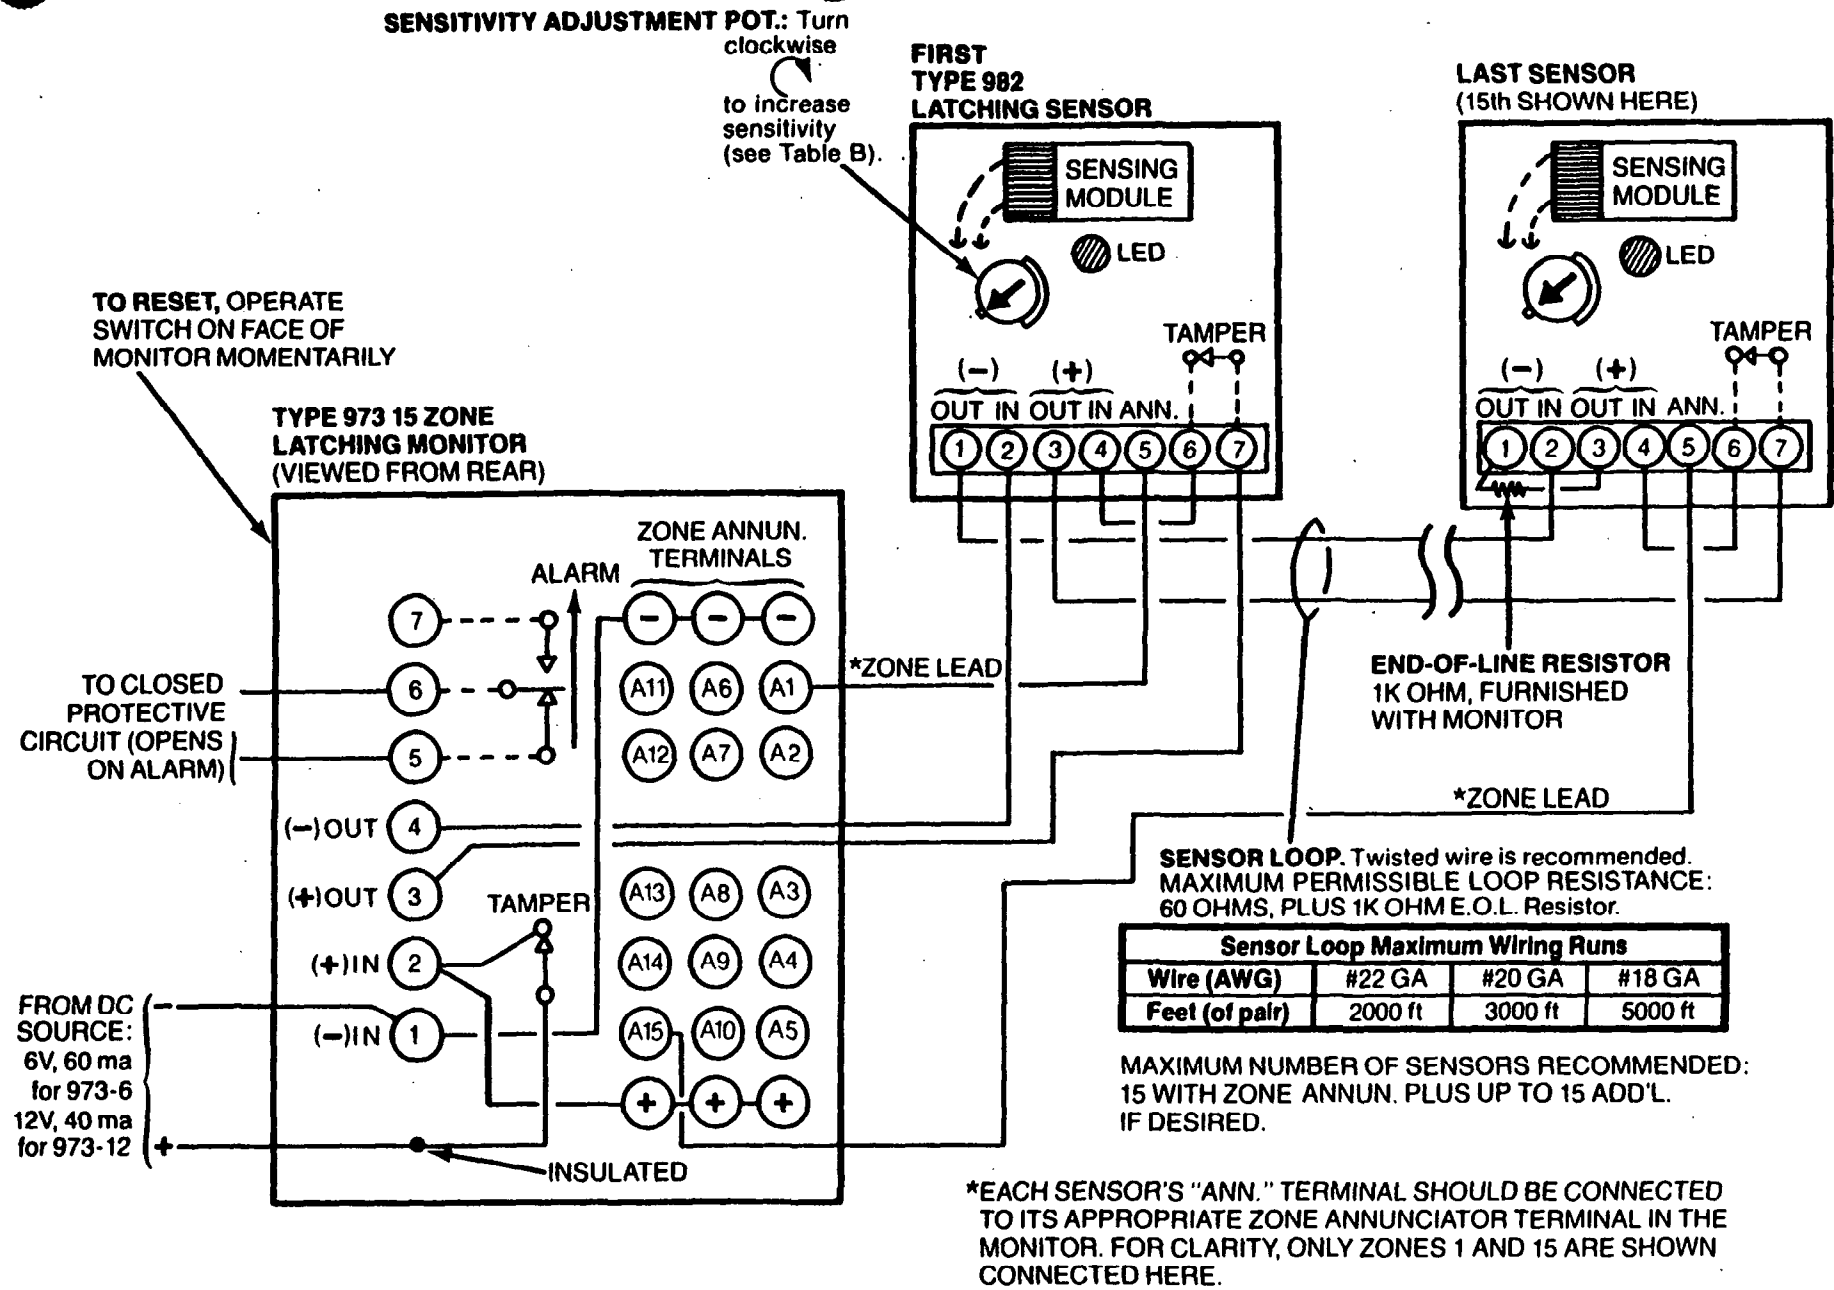 SENSITIVITY ADJUSTMENT POT.: Turn
clockwise
to increase
sensitivity
(see Table B).
FIRST
TYPE 982
LATCHING SENSOR
SENSING
MODULE
LED
TAMPER
(-) (+)
OUT IN OUT IN ANN.
1 2 3 4 5 6 7
LAST SENSOR
(15th SHOWN HERE)
SENSING
MODULE
LED
TAMPER
(-) (+)
OUT IN OUT IN ANN.
1 2 3 4 5 6 7
TO RESET, OPERATE
SWITCH ON FACE OF
MONITOR MOMENTARILY
TYPE 973 15 ZONE
LATCHING MONITOR
(VIEWED FROM REAR)
ZONE ANNUN.
TERMINALS
ALARM
7 - - -
6 A11 A6 A1
5 A12 A7 A2
TO CLOSED
PROTECTIVE
CIRCUIT (OPENS
ON ALARM)
*ZONE LEAD
(-) OUT 4
(+) OUT 3 A13 A8 A3
TAMPER
(+) IN 2 A14 A9 A4
(-) IN 1 A15 A10 A5
+ + +
FROM DC -
SOURCE:
6V, 60 ma
for 973-6
12V, 40 ma
for 973-12 +
INSULATED
END-OF-LINE RESISTOR
1K OHM, FURNISHED
WITH MONITOR
*ZONE LEAD
SENSOR LOOP. Twisted wire is recommended.
MAXIMUM PERMISSIBLE LOOP RESISTANCE:
60 OHMS, PLUS 1K OHM E.O.L. Resistor.
Sensor Loop Maximum Wiring Runs
Wire (AWG) #22 GA #20 GA #18 GA
Feet (of pair) 2000 ft 3000 ft 5000 ft
MAXIMUM NUMBER OF SENSORS RECOMMENDED:
15 WITH ZONE ANNUN. PLUS UP TO 15 ADD'L.
IF DESIRED.
*EACH SENSOR'S "ANN." TERMINAL SHOULD BE CONNECTED
TO ITS APPROPRIATE ZONE ANNUNCIATOR TERMINAL IN THE
MONITOR. FOR CLARITY, ONLY ZONES 1 AND 15 ARE SHOWN
CONNECTED HERE.